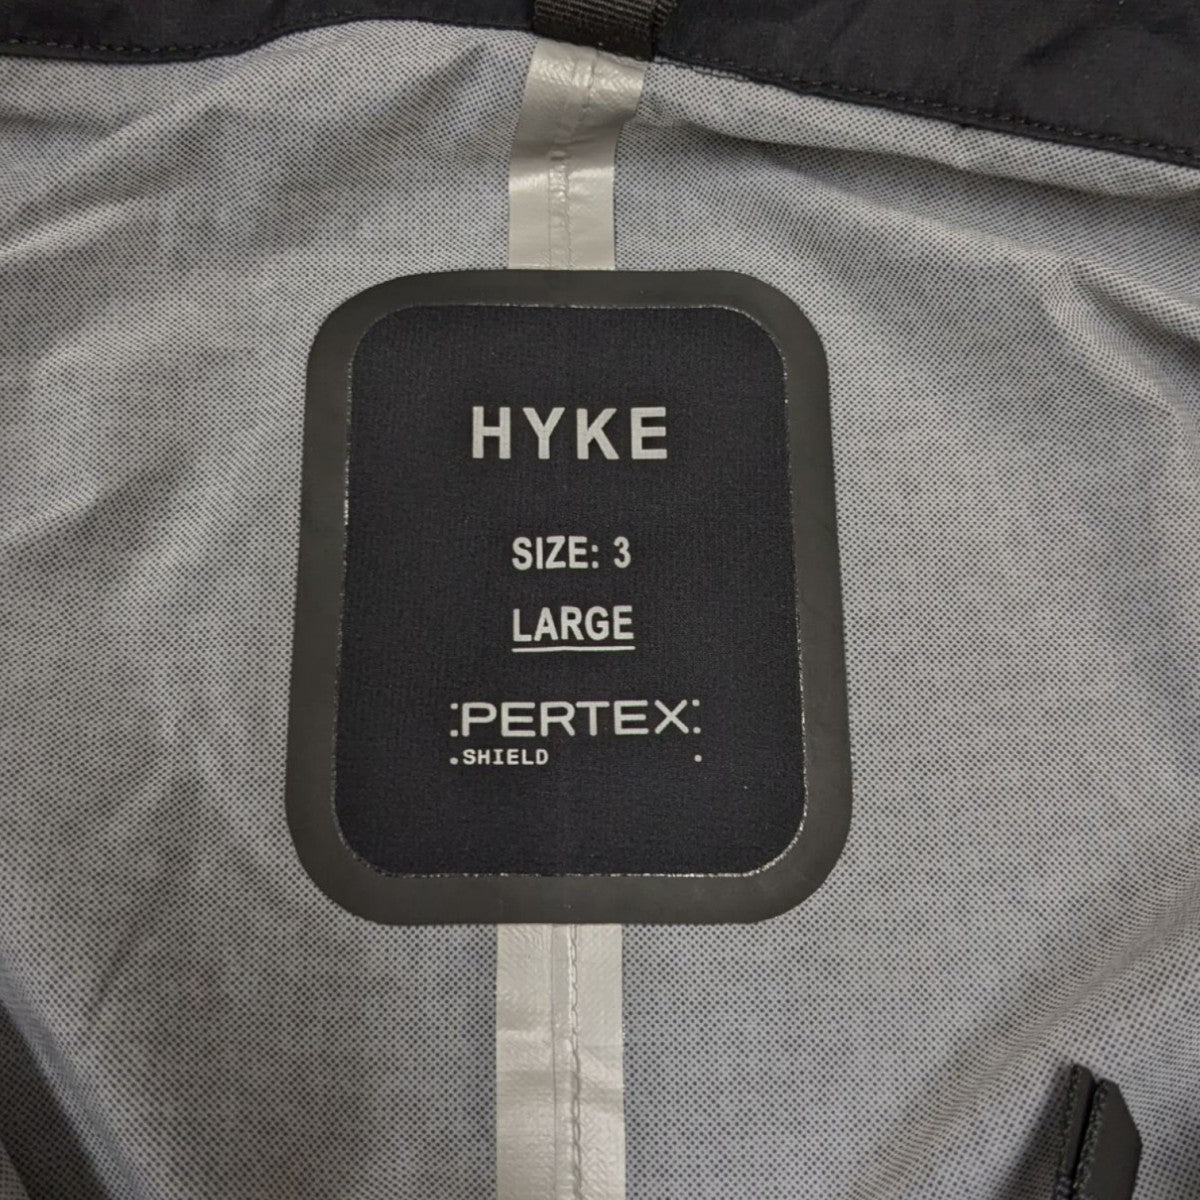 HYKE
SIZE: 3
LARGE
PERTEX
SHIELD